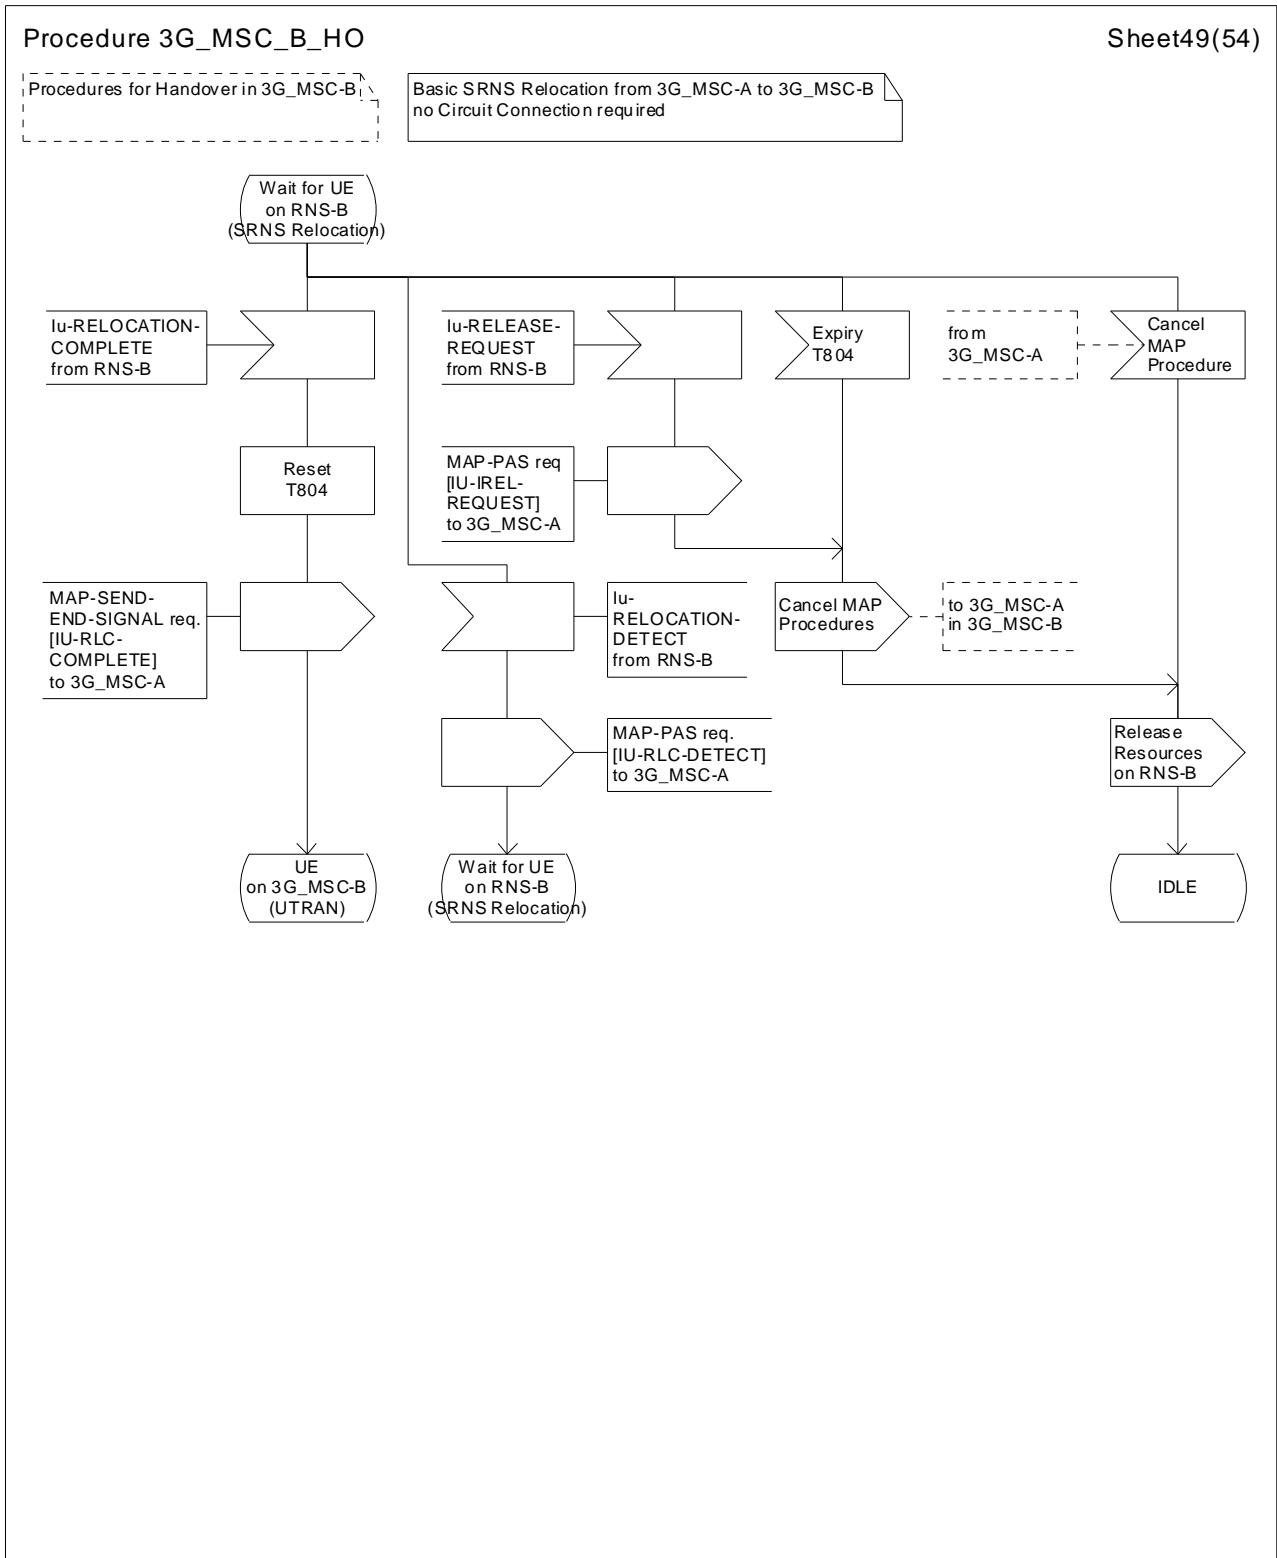 Procedure 3G_MSC_B_HO
Sheet49(54)
Procedures for Handover in 3G_MSC-B
Basic SRNS Relocation from 3G_MSC-A to 3G_MSC-B
no Circuit Connection required
Wait for UE
on RNS-B
(SRNS Relocation)
Iu-RELOCATION-
COMPLETE
from RNS-B
Iu-RELEASE-
REQUEST
from RNS-B
Expiry
T804
from
3G_MSC-A
Cancel
MAP
Procedure
Reset
T804
MAP-PAS req
[IU-IREL-
REQUEST]
to 3G_MSC-A
MAP-SEND-
END-SIGNAL req.
[IU-RLC-
COMPLETE]
to 3G_MSC-A
Iu-
RELOCATION-
DETECT
from RNS-B
Cancel MAP
Procedures
to 3G_MSC-A
in 3G_MSC-B
MAP-PAS req.
[IU-RLC-DETECT]
to 3G_MSC-A
Release
Resources
on RNS-B
UE
on 3G_MSC-B
(UTRAN)
Wait for UE
on RNS-B
(SRNS Relocation)
IDLE